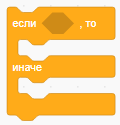 если , то
иначе